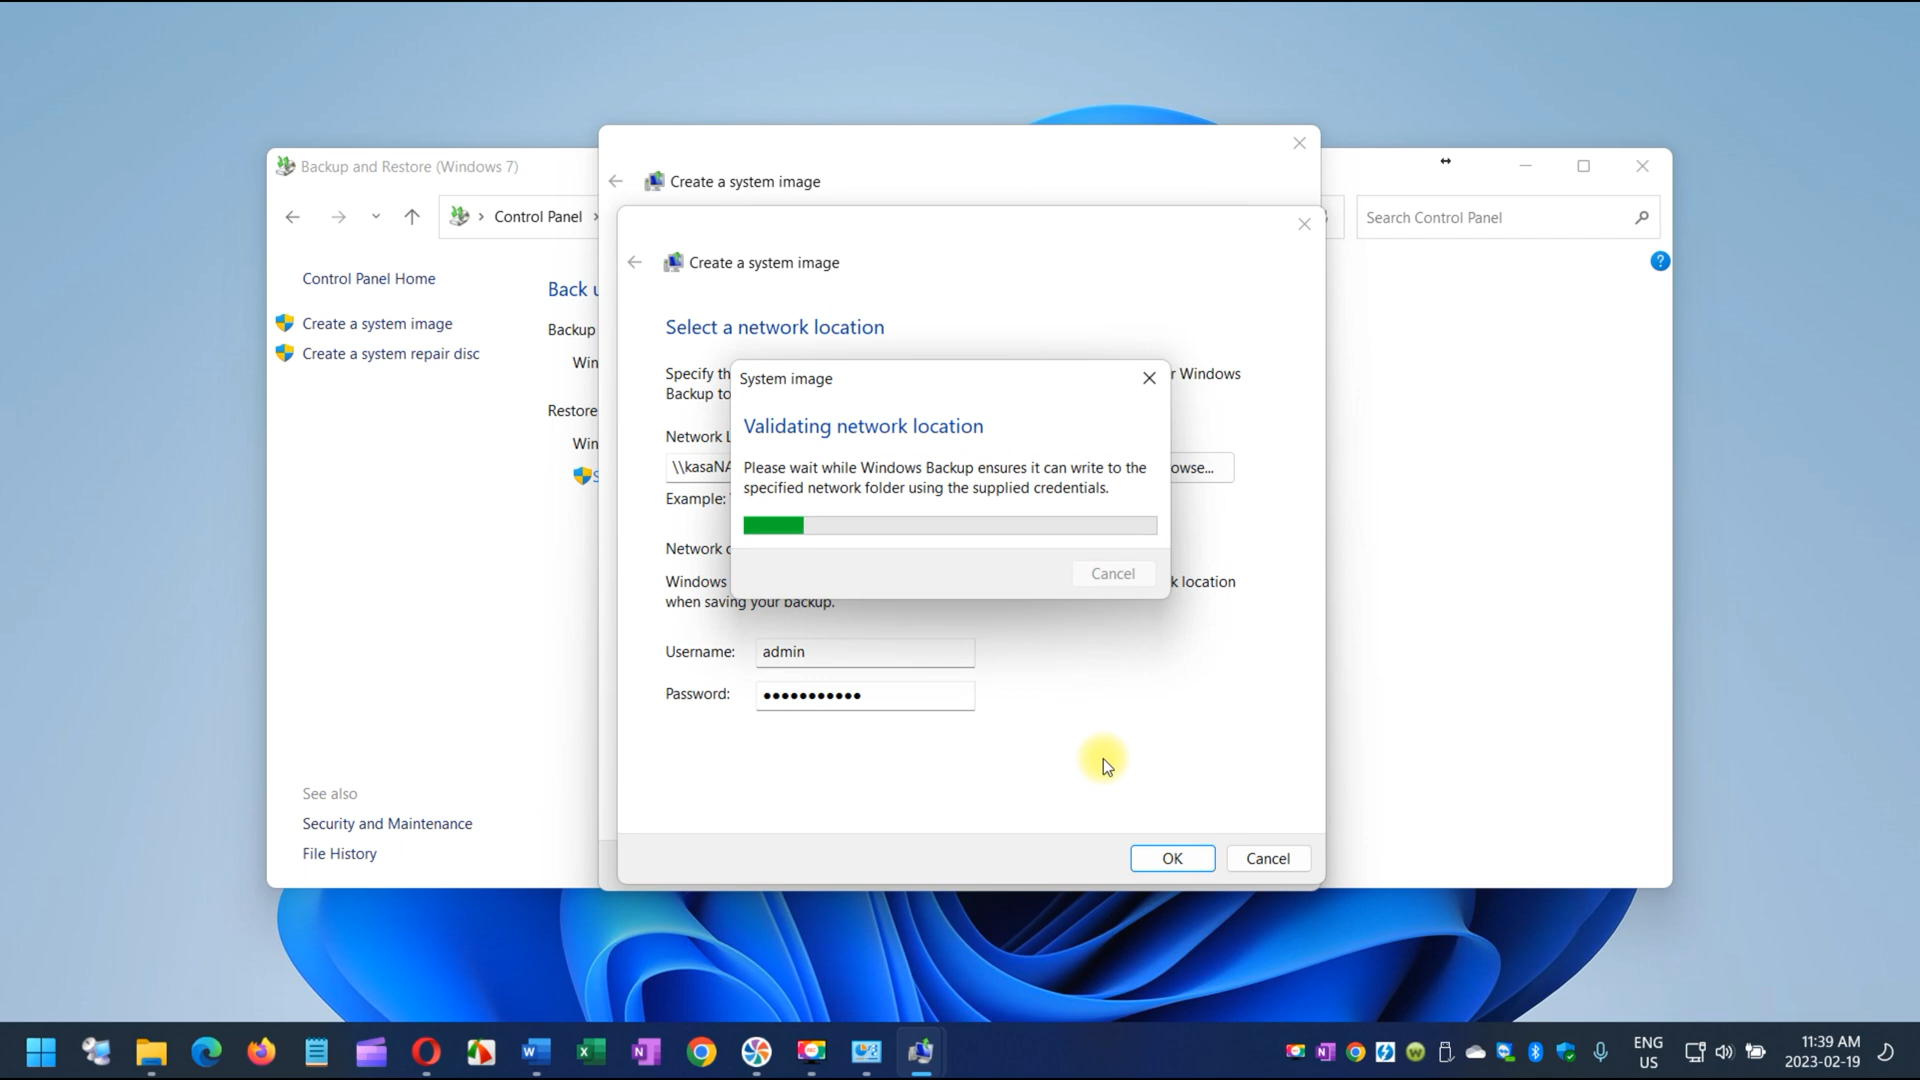 Backup and Restore (Windows 7)
Control Panel
Search Control Panel
Control Panel Home
Create a system image
Create a system repair disc
Back
Backup
Win
Restore
Win
See also
Security and Maintenance
File History
Create a system image
Create a system image
Select a network location
Specify th
r Windows
Backup to
Network L
\\kasaNA
owse...
Example:
Network
Windows
k location
when saving your backup.
System image
Validating network location
Please wait while Windows Backup ensures it can write to the
specified network folder using the supplied credentials.
Cancel
Username:
admin
Password:
OK
Cancel
ENG
US
11:39 AM
2023-02-19